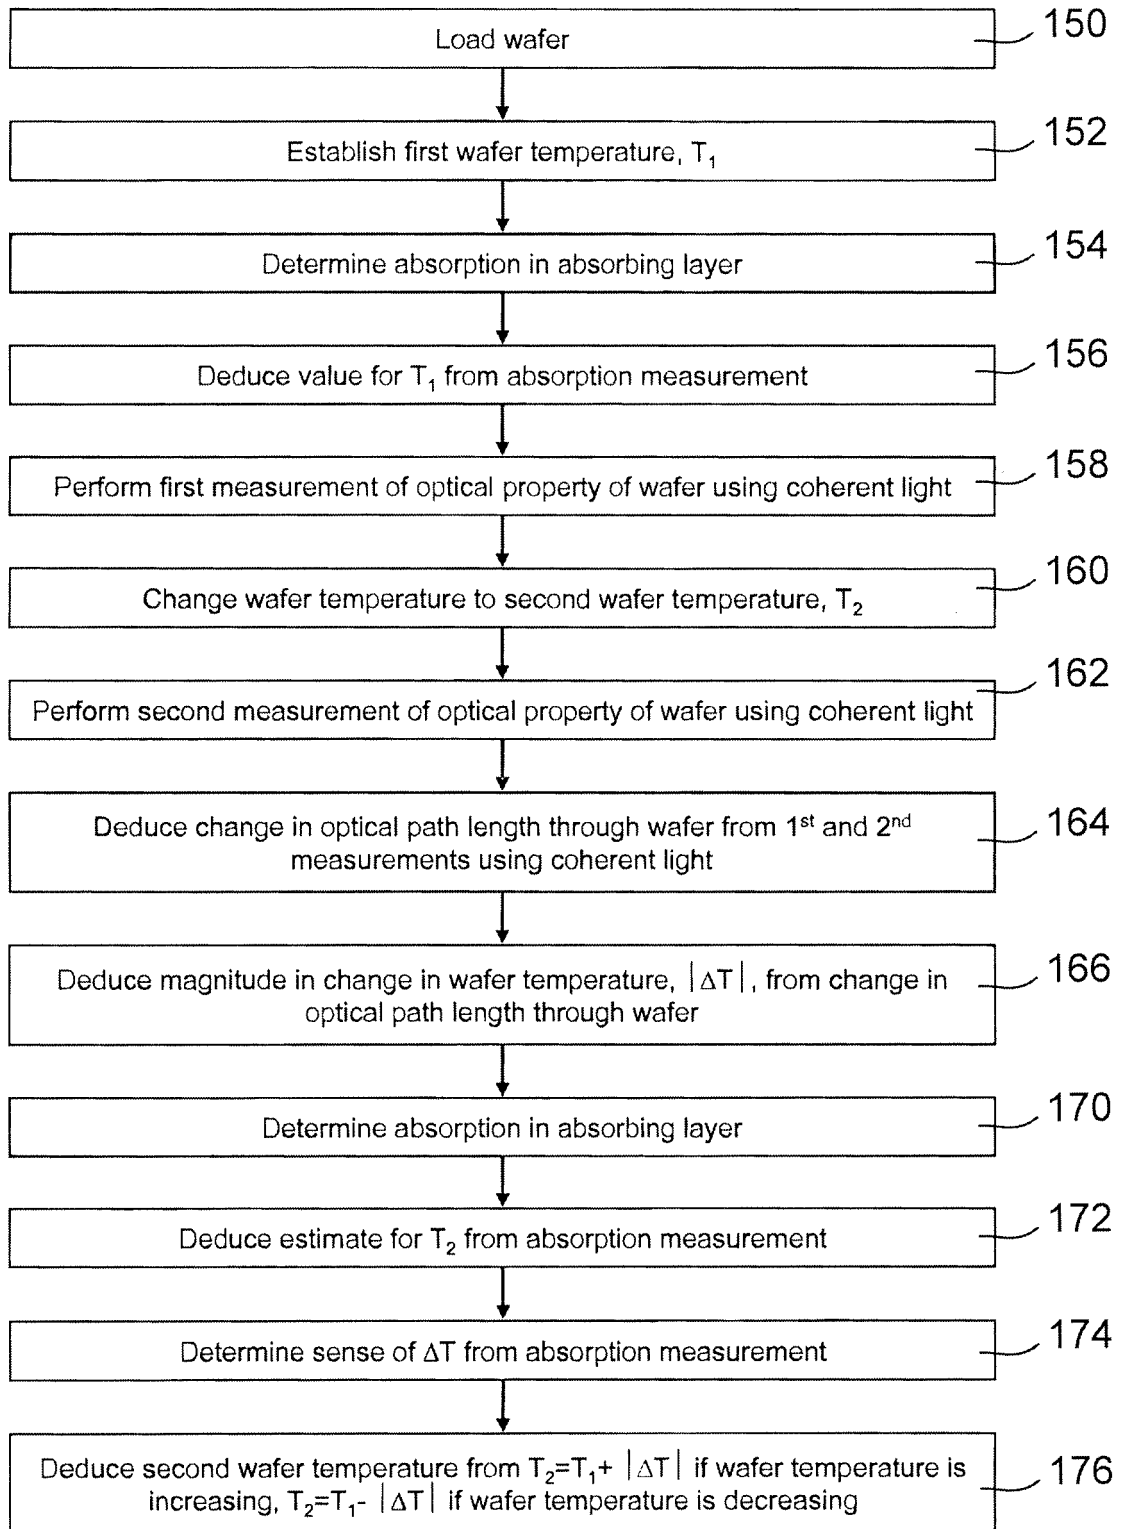 Load wafer
150
Establish first wafer temperature, T₁
152
Determine absorption in absorbing layer
154
Deduce value for T₁ from absorption measurement
156
Perform first measurement of optical property of wafer using coherent light
158
Change wafer temperature to second wafer temperature, T₂
160
Perform second measurement of optical property of wafer using coherent light
162
Deduce change in optical path length through wafer from 1ˢᵗ and 2ⁿᵈ
measurements using coherent light
164
Deduce magnitude in change in wafer temperature, |ΔT|, from change in
optical path length through wafer
166
Determine absorption in absorbing layer
170
Deduce estimate for T₂ from absorption measurement
172
Determine sense of ΔT from absorption measurement
174
Deduce second wafer temperature from T₂=T₁+ |ΔT| if wafer temperature is
increasing, T₂=T₁- |ΔT| if wafer temperature is decreasing
176